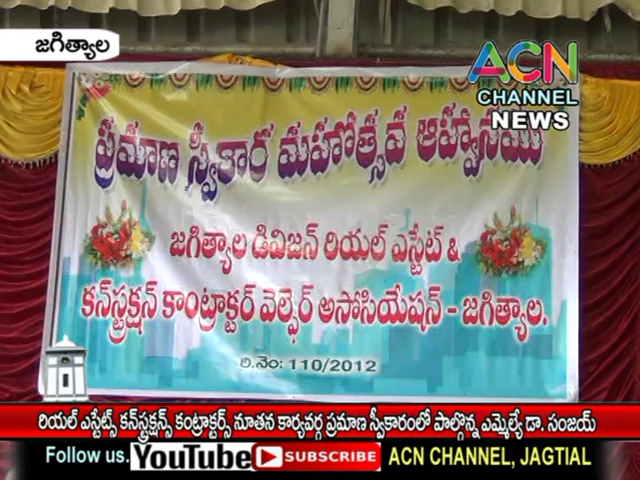 జగిత్యాల
ACN
CHANNEL
NEWS
ప్రమాణ స్వీకార మహోత్సవ ఆహ్వానము
జగిత్యాల డివిజన్ రియల్ ఎస్టేట్ &
కన్‌స్ట్రక్షన్ కాంట్రాక్టర్ వెల్ఫేర్ అసోసియేషన్ - జగిత్యాల.
రి.నెం: 110/2012
రియల్ ఎస్టేట్స్ కన్‌స్ట్రక్షన్స్ కంట్రాక్టర్స్ నూతన కార్యవర్గ ప్రమాణ స్వీకారంలో పాల్గొన్న ఎమ్మెల్యే డా. సంజయ్
Follow us. YouTube SUBSCRIBE ACN CHANNEL, JAGTIAL